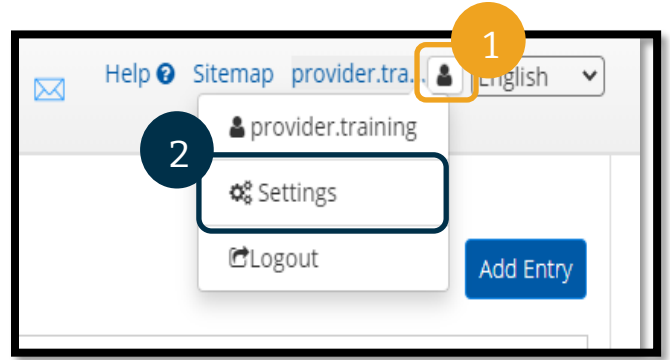 1
Help Sitemap provider.tra... English
provider.training
2
Settings
Logout
Add Entry